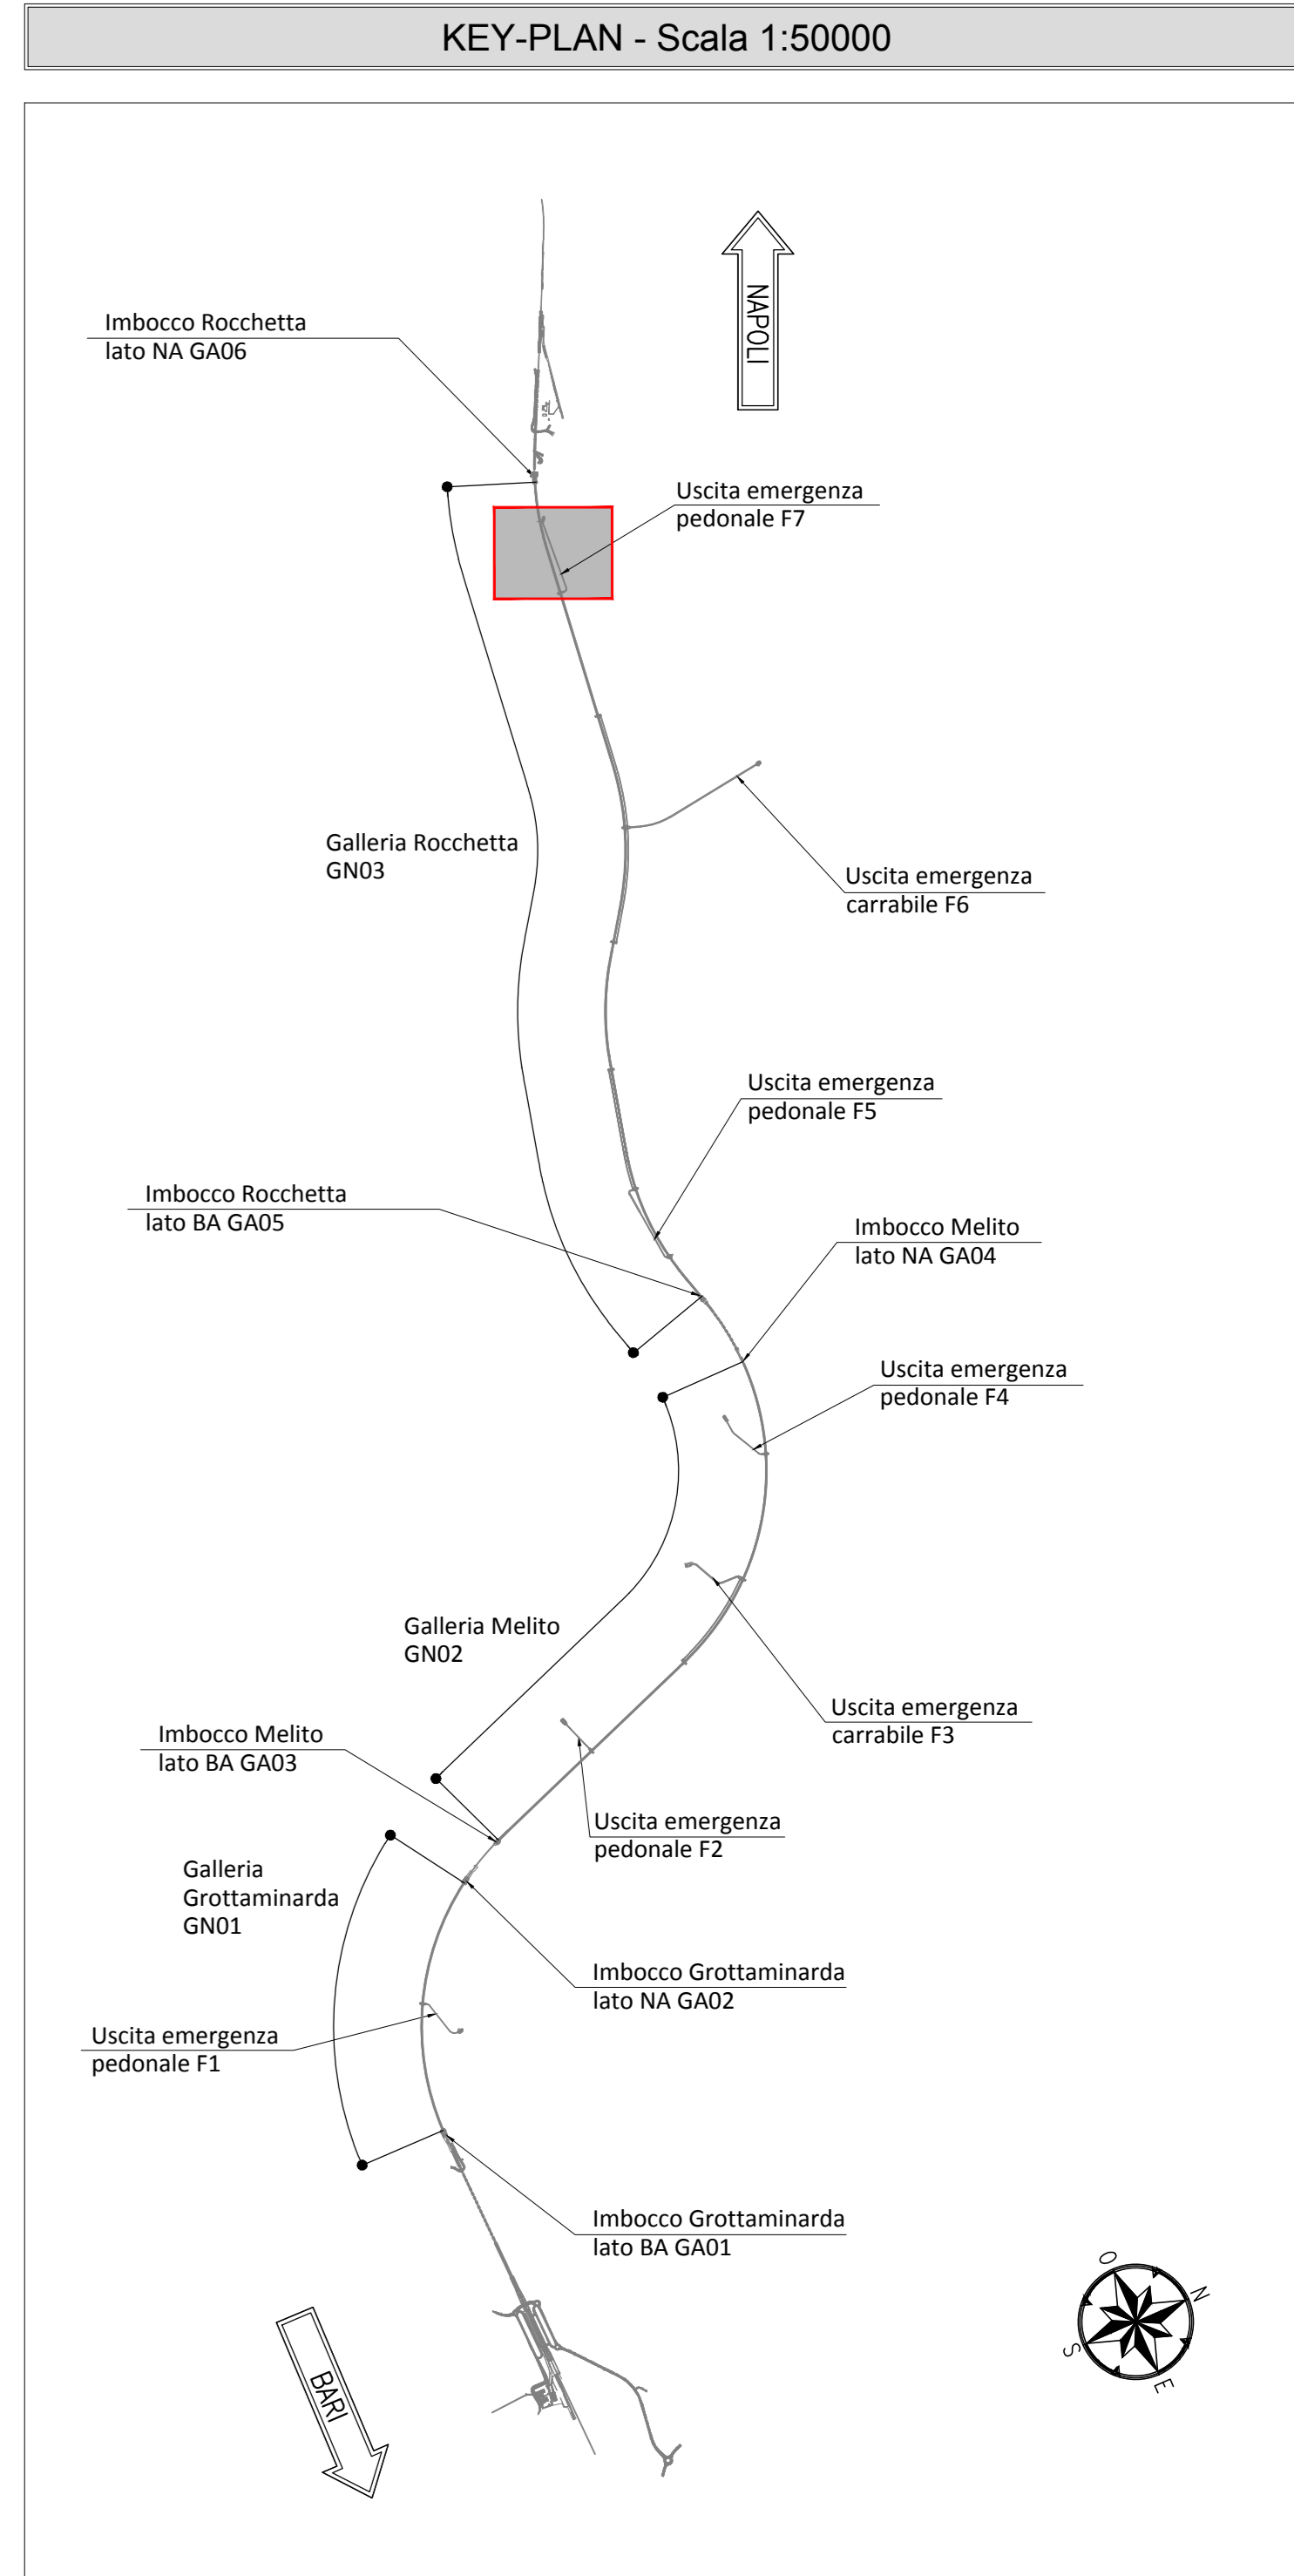 KEY-PLAN - Scala 1:50000
NAPOLI
Imbocco Rocchetta
lato NA GA06
Uscita emergenza
pedonale F7
Galleria Rocchetta
GN03
Uscita emergenza
carrabile F6
Uscita emergenza
pedonale F5
Imbocco Rocchetta
lato BA GA05
Imbocco Melito
lato NA GA04
Uscita emergenza
pedonale F4
Galleria Melito
GN02
Uscita emergenza
carrabile F3
Imbocco Melito
lato BA GA03
Uscita emergenza
pedonale F2
Galleria
Grottaminarda
GN01
Imbocco Grottaminarda
lato NA GA02
Uscita emergenza
pedonale F1
Imbocco Grottaminarda
lato BA GA01
BARI
O
N
S
E